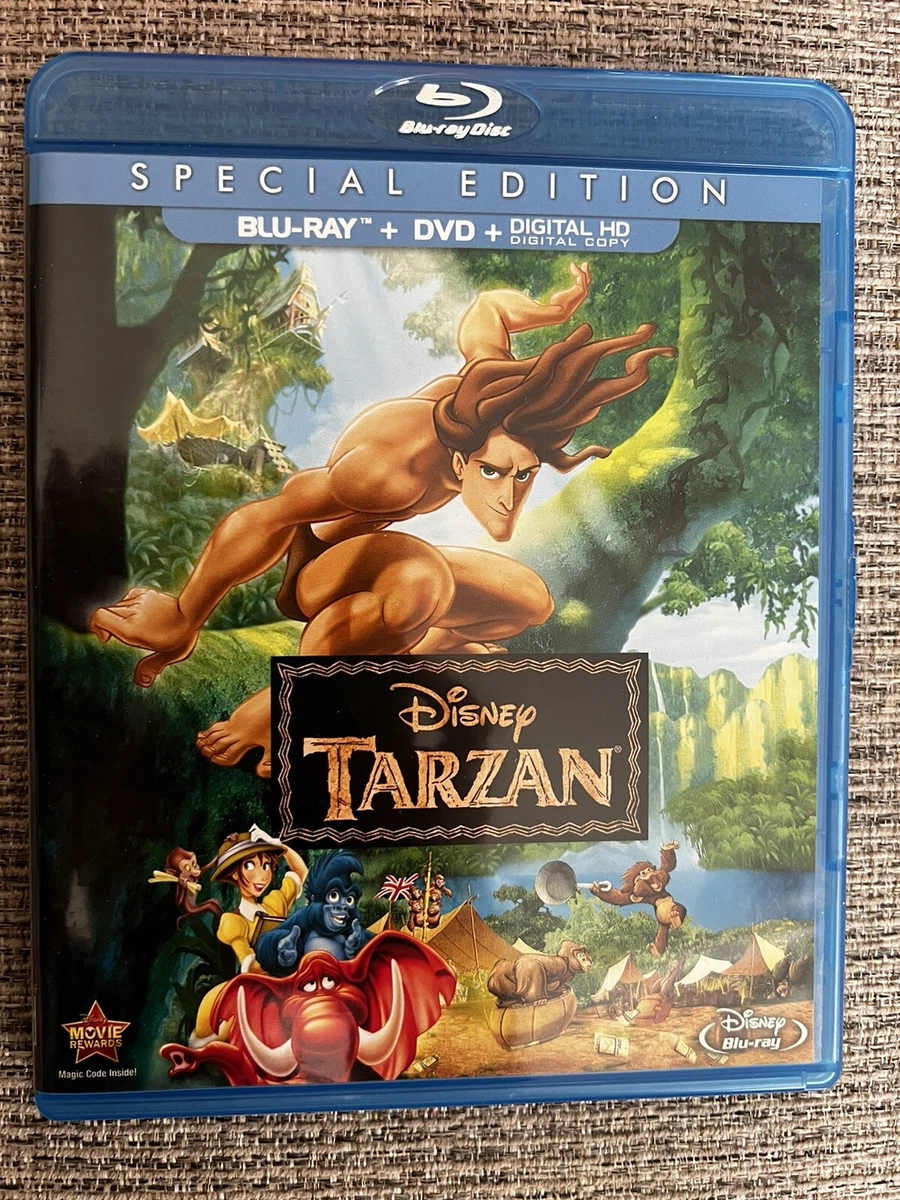 Blu-ray Disc
SPECIAL EDITION
BLU-RAY™ + DVD + DIGITAL HD
DIGITAL COPY
Disney
TARZAN®
Disney
MOVIE
REWARDS
Magic Code Inside!
Disney
Blu-ray